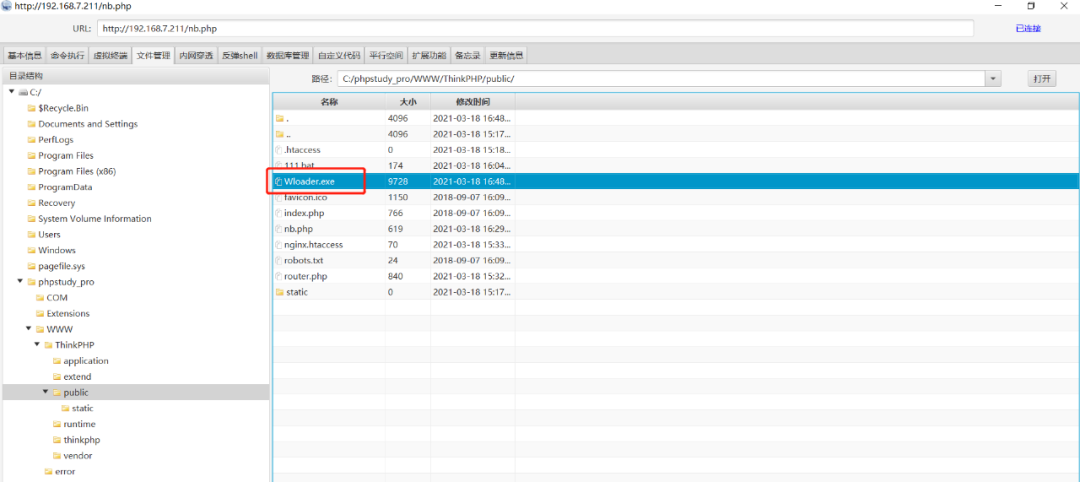 http://192.168.7.211/nb.php
URL: http://192.168.7.211/nb.php 已连接
基本信息 命令执行 虚拟终端 文件管理 内网穿透 反弹shell 数据库管理 自定义代码 平行空间 扩展功能 备忘录 更新信息
目录结构
C:/
$Recycle.Bin
Documents and Settings
PerfLogs
Program Files
Program Files (x86)
ProgramData
Recovery
System Volume Information
Users
Windows
pagefile.sys
phpstudy_pro
COM
Extensions
WWW
ThinkPHP
application
extend
public
static
runtime
thinkphp
vendor
error
路径: C:/phpstudy_pro/WWW/ThinkPHP/public/ 打开
名称 大小 修改时间
. 4096 2021-03-18 16:48...
.. 4096 2021-03-18 15:17...
.htaccess 0 2021-03-18 15:18...
111.bat 174 2021-03-18 16:04...
Wloader.exe 9728 2021-03-18 16:48...
favicon.ico 1150 2018-09-07 16:09...
index.php 766 2018-09-07 16:09...
nb.php 619 2021-03-18 16:29...
nginx.htaccess 70 2021-03-18 15:33...
robots.txt 24 2018-09-07 16:09...
router.php 840 2021-03-18 15:32...
static 0 2021-03-18 15:17...